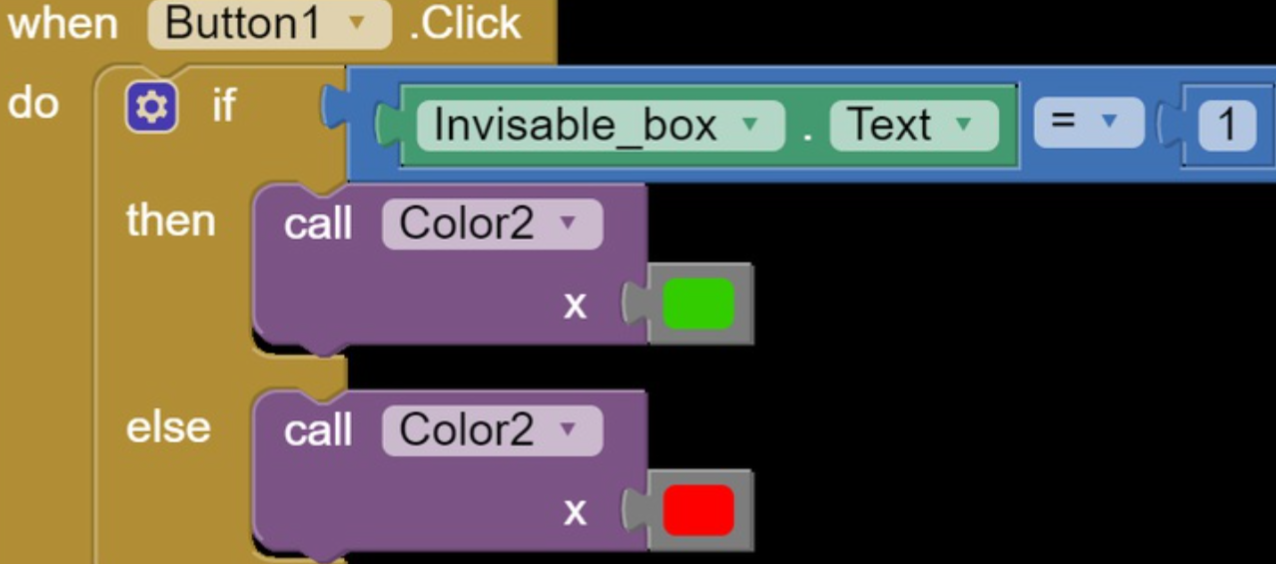 when Button1 .Click
do if Invisable_box . Text = 1
then call Color2
x
else call Color2
x